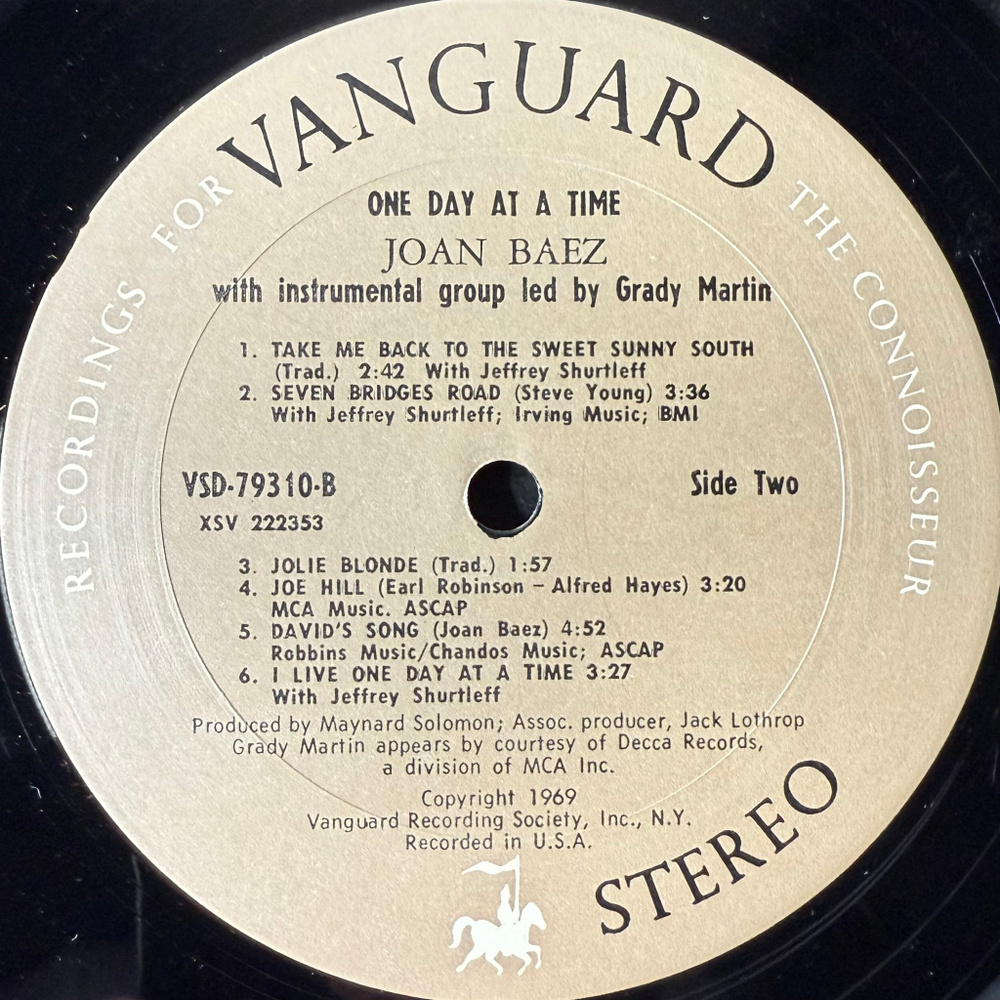 RECORDINGS FOR VANGUARD THE CONNOISSEUR
ONE DAY AT A TIME
JOAN BAEZ
with instrumental group led by Grady Martin
1. TAKE ME BACK TO THE SWEET SUNNY SOUTH
(Trad.) 2:42 With Jeffrey Shurtleff
2. SEVEN BRIDGES ROAD (Steve Young) 3:36
With Jeffrey Shurtleff; Irving Music; BMI
VSD-79310-B
Side Two
XSV 222353
3. JOLIE BLONDE (Trad.) 1:57
4. JOE HILL (Earl Robinson – Alfred Hayes) 3:20
MCA Music. ASCAP
5. DAVID'S SONG (Joan Baez) 4:52
Robbins Music/Chandos Music; ASCAP
6. I LIVE ONE DAY AT A TIME 3:27
With Jeffrey Shurtleff
Produced by Maynard Solomon; Assoc. producer, Jack Lothrop
Grady Martin appears by courtesy of Decca Records,
a division of MCA Inc.
Copyright 1969
Vanguard Recording Society, Inc., N.Y.
Recorded in U.S.A.
STEREO